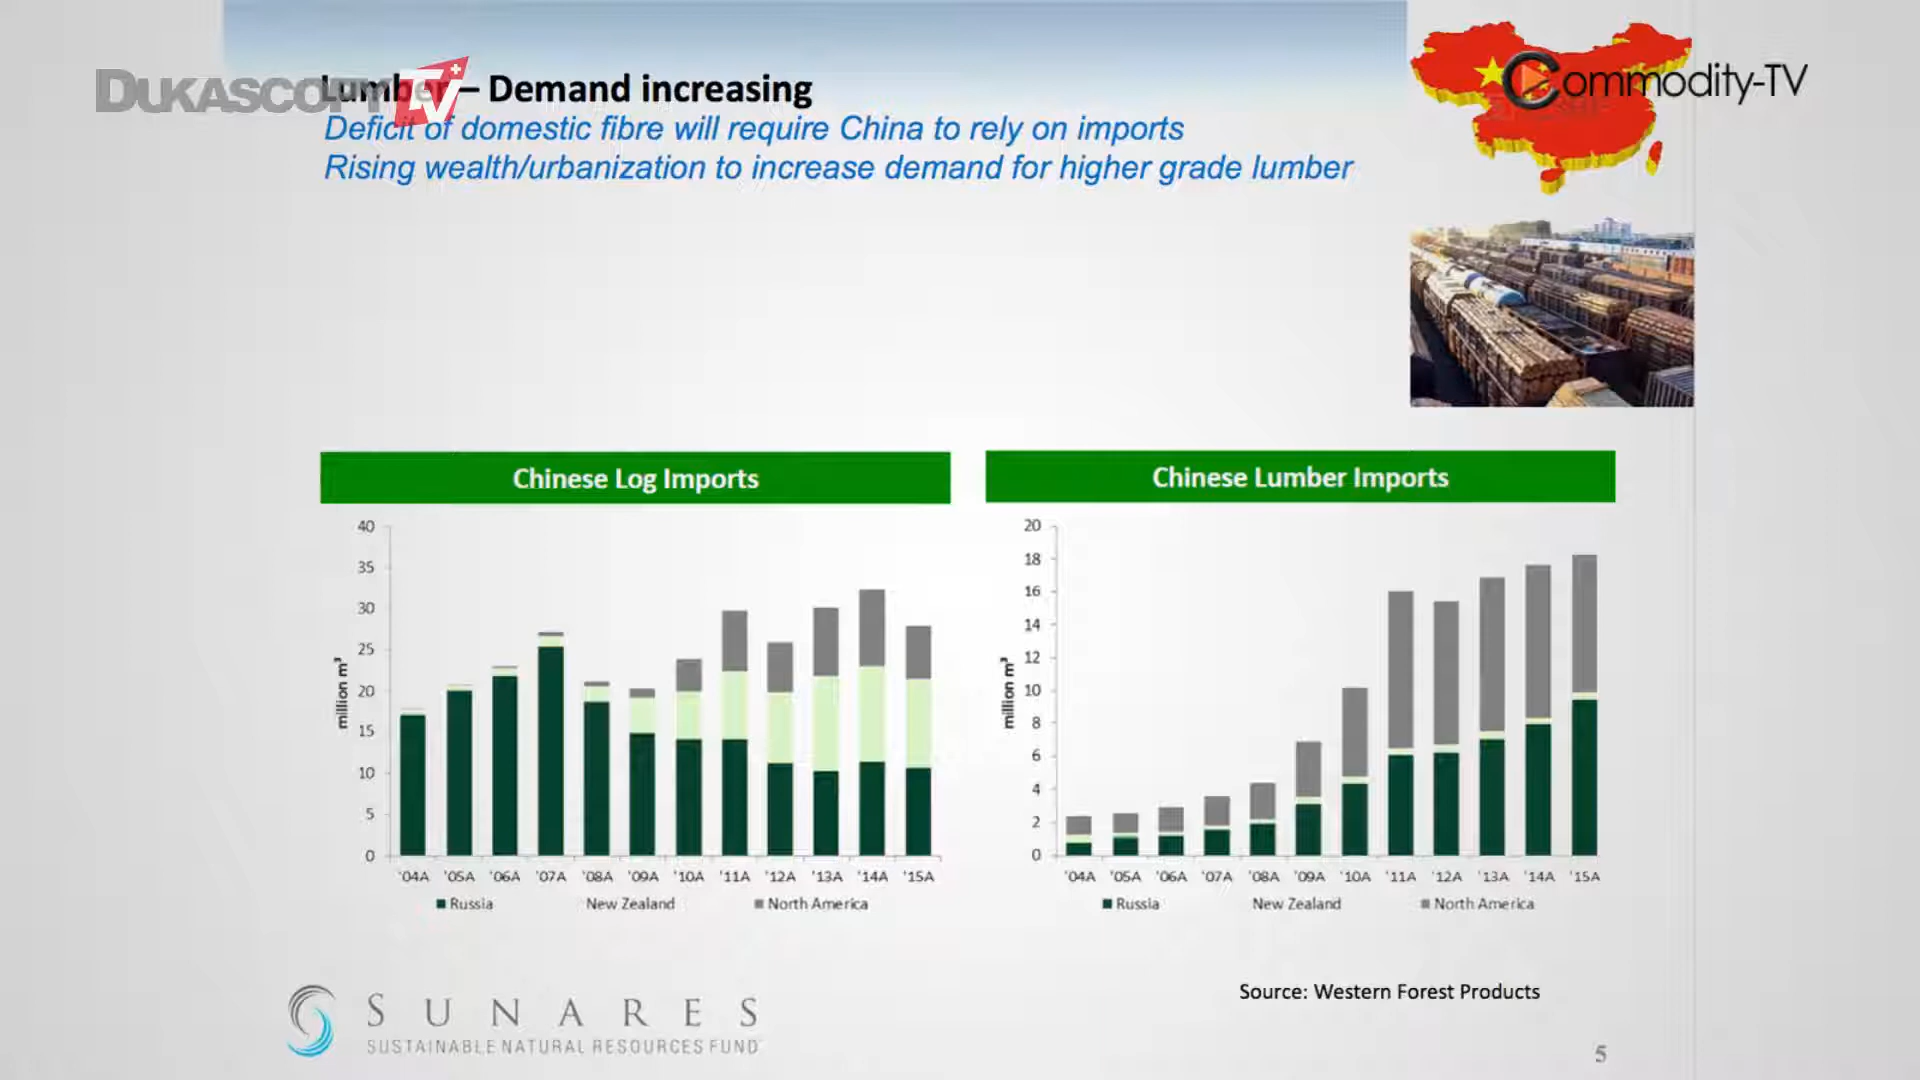 DUKASCOPY TV
Lumber – Demand increasing
Deficit of domestic fibre will require China to rely on imports
Rising wealth/urbanization to increase demand for higher grade lumber
Commodity-TV
Chinese Log Imports
40
35
30
25
20
15
10
5
0
million m³
'04A '05A '06A '07A '08A '09A '10A '11A '12A '13A '14A '15A
Russia New Zealand North America
Chinese Lumber Imports
20
18
16
14
12
10
8
6
4
2
0
million m³
'04A '05A '06A '07A '08A '09A '10A '11A '12A '13A '14A '15A
Russia New Zealand North America
Source: Western Forest Products
SUNARES
SUSTAINABLE NATURAL RESOURCES FUND
5